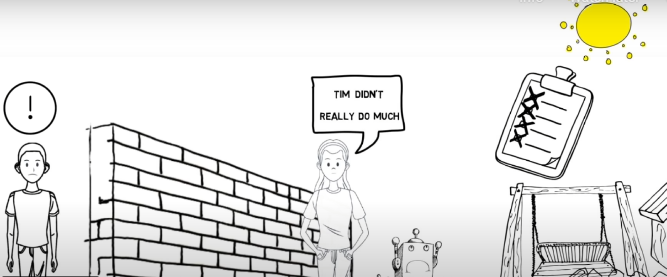 !
TIM DIDN'T
REALLY DO MUCH